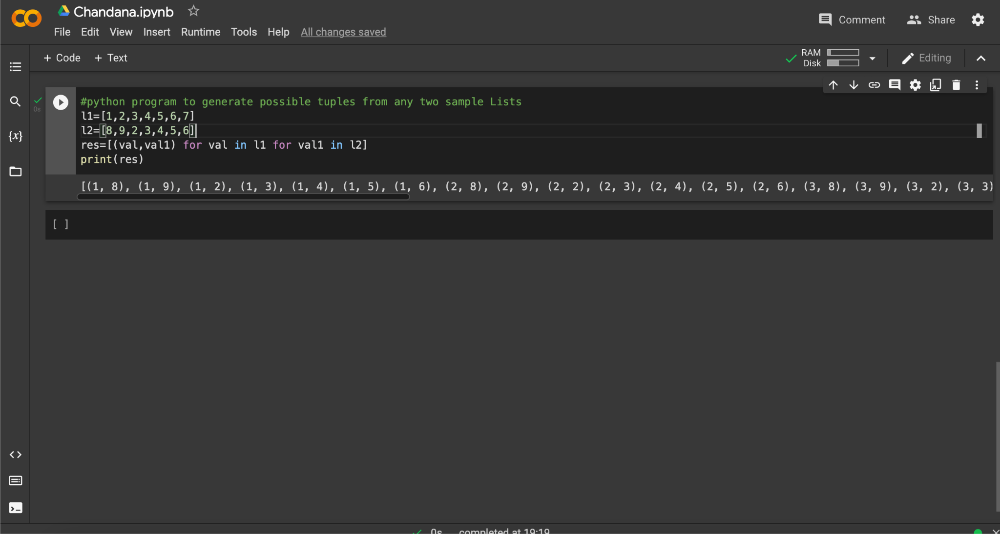 Chandana.ipynb
Comment
Share
File Edit View Insert Runtime Tools Help All changes saved
+ Code + Text
RAM
Disk
Editing
#python program to generate possible tuples from any two sample Lists
0s
l1=[1,2,3,4,5,6,7]
l2=[8,9,2,3,4,5,6]
{x}
res=[(val,val1) for val in l1 for val1 in l2]
print(res)
[(1, 8), (1, 9), (1, 2), (1, 3), (1, 4), (1, 5), (1, 6), (2, 8), (2, 9), (2, 2), (2, 3), (2, 4), (2, 5), (2, 6), (3, 8), (3, 9), (3, 2), (3, 3)
[ ]
0s completed at 19:19